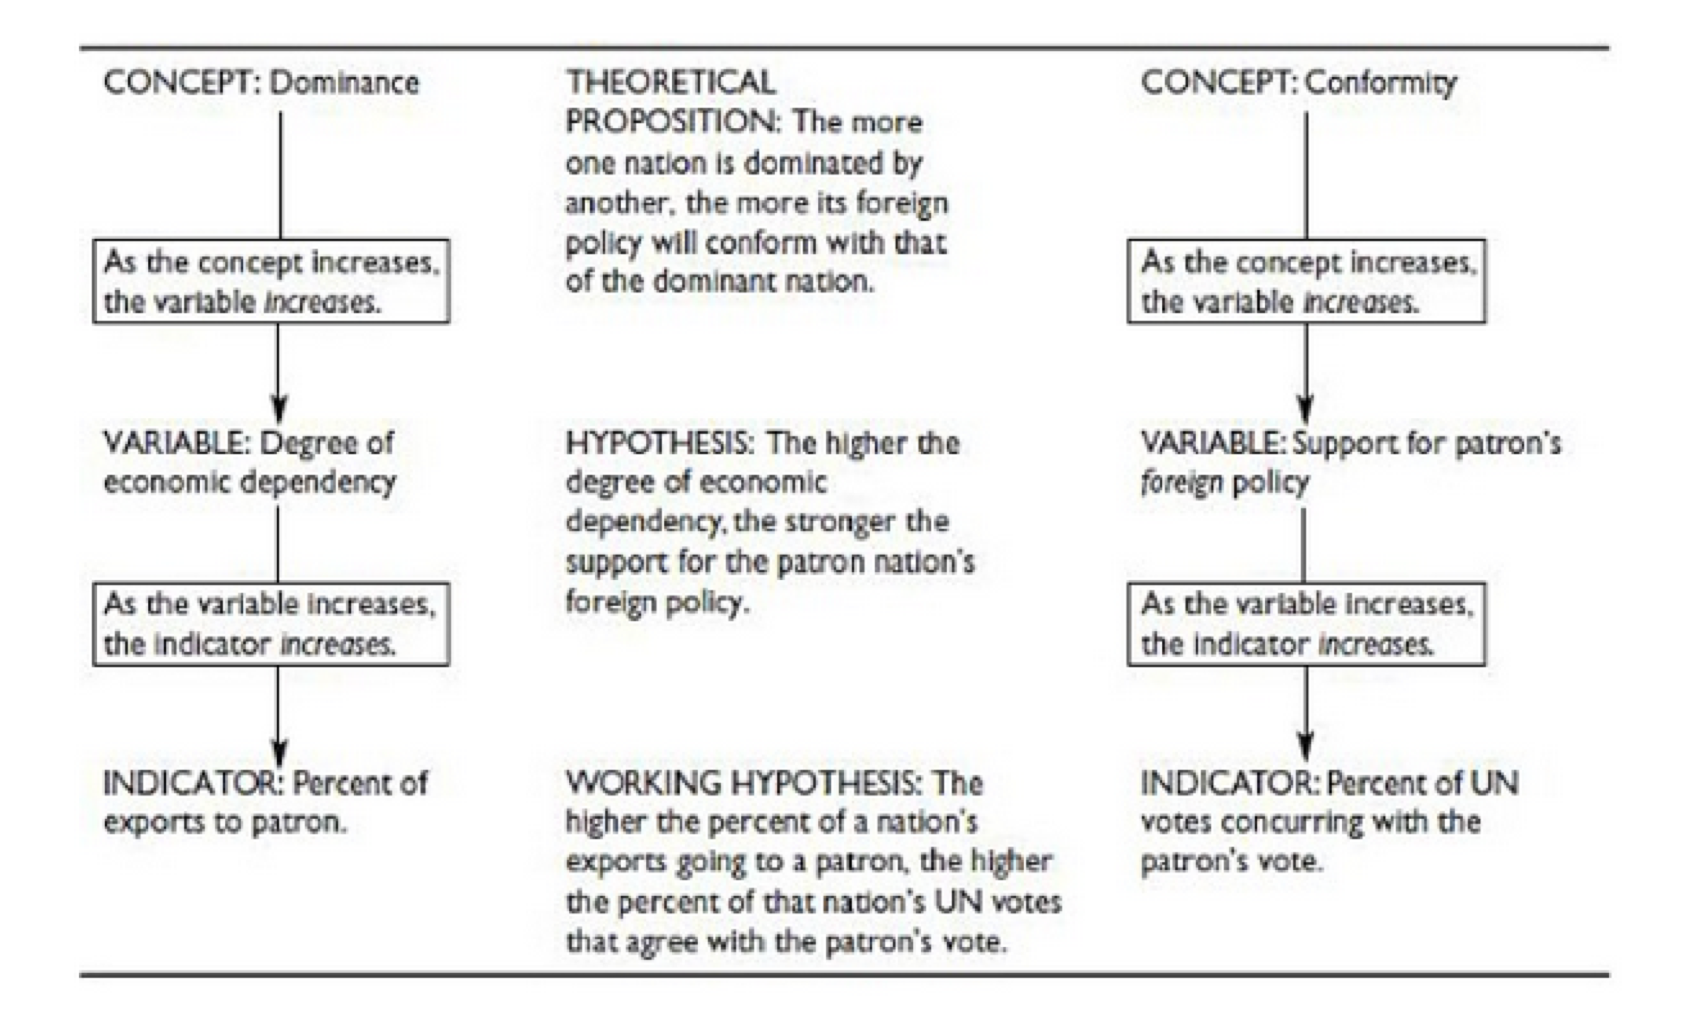 CONCEPT: Dominance
As the concept increases,
the variable increases.
VARIABLE: Degree of
economic dependency
As the variable increases,
the indicator increases.
INDICATOR: Percent of
exports to patron.
THEORETICAL
PROPOSITION: The more
one nation is dominated by
another, the more its foreign
policy will conform with that
of the dominant nation.
HYPOTHESIS: The higher the
degree of economic
dependency, the stronger the
support for the patron nation's
foreign policy.
WORKING HYPOTHESIS: The
higher the percent of a nation's
exports going to a patron, the higher
the percent of that nation's UN votes
that agree with the patron's vote.
CONCEPT: Conformity
As the concept increases,
the variable increases.
VARIABLE: Support for patron's
foreign policy
As the variable increases,
the indicator increases.
INDICATOR: Percent of UN
votes concurring with the
patron's vote.